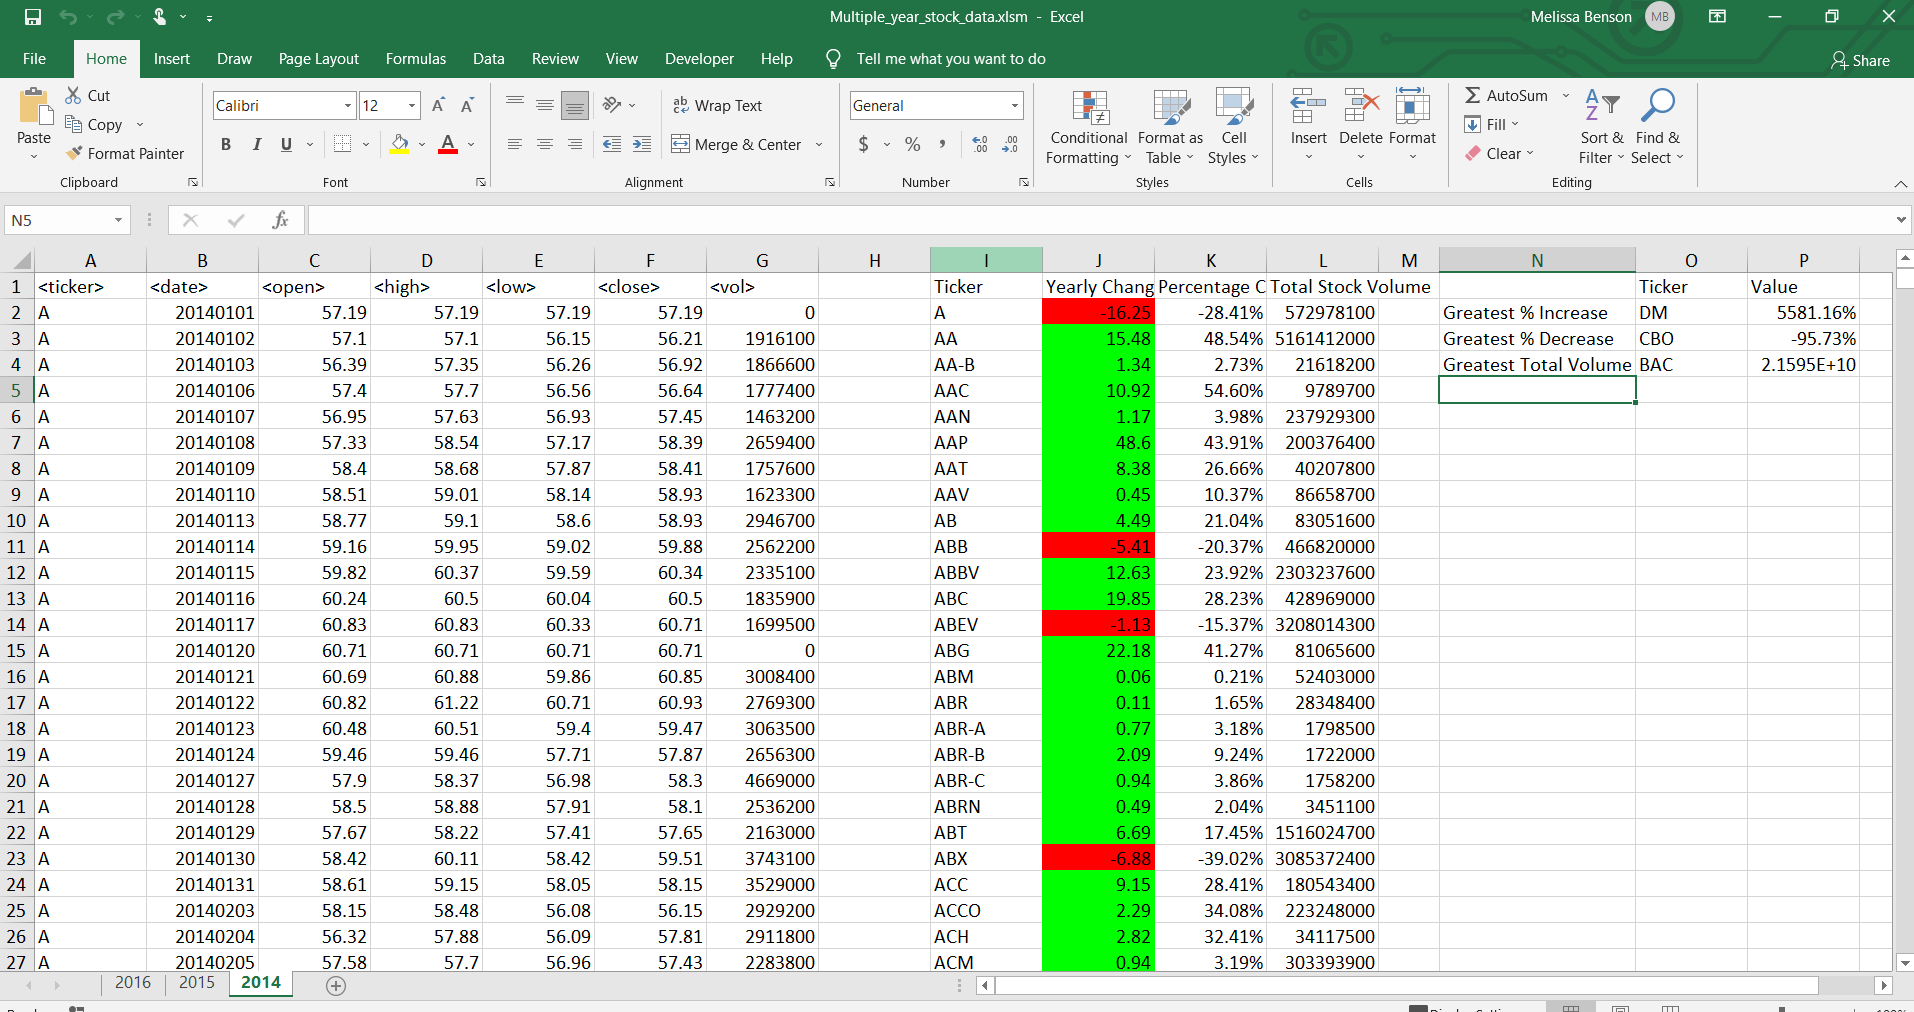 Multiple_year_stock_data.xlsm - Excel Melissa Benson MB
File Home Insert Draw Page Layout Formulas Data Review View Developer Help Tell me what you want to do Share
Paste Cut Copy Format Painter Calibri 12 Wrap Text Merge & Center General Conditional Formatting Format as Table Cell Styles Insert Delete Format AutoSum Fill Clear Sort & Filter Find & Select
Clipboard Font Alignment Number Styles Cells Editing
N5 fx
A B C D E F G H I J K L M N O P
1 <ticker> <date> <open> <high> <low> <close> <vol> Ticker Yearly Chang Percentage C Total Stock Volume Ticker Value
2 A 20140101 57.19 57.19 57.19 57.19 0 A -16.25 -28.41% 572978100 Greatest % Increase DM 5581.16%
3 A 20140102 57.1 57.1 56.15 56.21 1916100 AA 15.48 48.54% 5161412000 Greatest % Decrease CBO -95.73%
4 A 20140103 56.39 57.35 56.26 56.92 1866600 AA-B 1.34 2.73% 21618200 Greatest Total Volume BAC 2.1595E+10
5 A 20140106 57.4 57.7 56.56 56.64 1777400 AAC 10.92 54.60% 9789700
6 A 20140107 56.95 57.63 56.93 57.45 1463200 AAN 1.17 3.98% 237929300
7 A 20140108 57.33 58.54 57.17 58.39 2659400 AAP 48.6 43.91% 200376400
8 A 20140109 58.4 58.68 57.87 58.41 1757600 AAT 8.38 26.66% 40207800
9 A 20140110 58.51 59.01 58.14 58.93 1623300 AAV 0.45 10.37% 86658700
10 A 20140113 58.77 59.1 58.6 58.93 2946700 AB 4.49 21.04% 83051600
11 A 20140114 59.16 59.95 59.02 59.88 2562200 ABB -5.41 -20.37% 466820000
12 A 20140115 59.82 60.37 59.59 60.34 2335100 ABBV 12.63 23.92% 2303237600
13 A 20140116 60.24 60.5 60.04 60.5 1835900 ABC 19.85 28.23% 428969000
14 A 20140117 60.83 60.83 60.33 60.71 1699500 ABEV -1.13 -15.37% 3208014300
15 A 20140120 60.71 60.71 60.71 60.71 0 ABG 22.18 41.27% 81065600
16 A 20140121 60.69 60.88 59.86 60.85 3008400 ABM 0.06 0.21% 52403000
17 A 20140122 60.82 61.22 60.71 60.93 2769300 ABR 0.11 1.65% 28348400
18 A 20140123 60.48 60.51 59.4 59.47 3063500 ABR-A 0.77 3.18% 1798500
19 A 20140124 59.46 59.46 57.71 57.87 2656300 ABR-B 2.09 9.24% 1722000
20 A 20140127 57.9 58.37 56.98 58.3 4669000 ABR-C 0.94 3.86% 1758200
21 A 20140128 58.5 58.88 57.91 58.1 2536200 ABRN 0.49 2.04% 3451100
22 A 20140129 57.67 58.22 57.41 57.65 2163000 ABT 6.69 17.45% 1516024700
23 A 20140130 58.42 60.11 58.42 59.51 3743100 ABX -6.88 -39.02% 3085372400
24 A 20140131 58.61 59.15 58.05 58.15 3529000 ACC 9.15 28.41% 180543400
25 A 20140203 58.15 58.48 56.08 56.15 2929200 ACCO 2.29 34.08% 223248000
26 A 20140204 56.32 57.88 56.09 57.81 2911800 ACH 2.82 32.41% 34117500
27 A 20140205 57.58 57.7 56.96 57.43 2283800 ACM 0.94 3.19% 303393900
2016 2015 2014